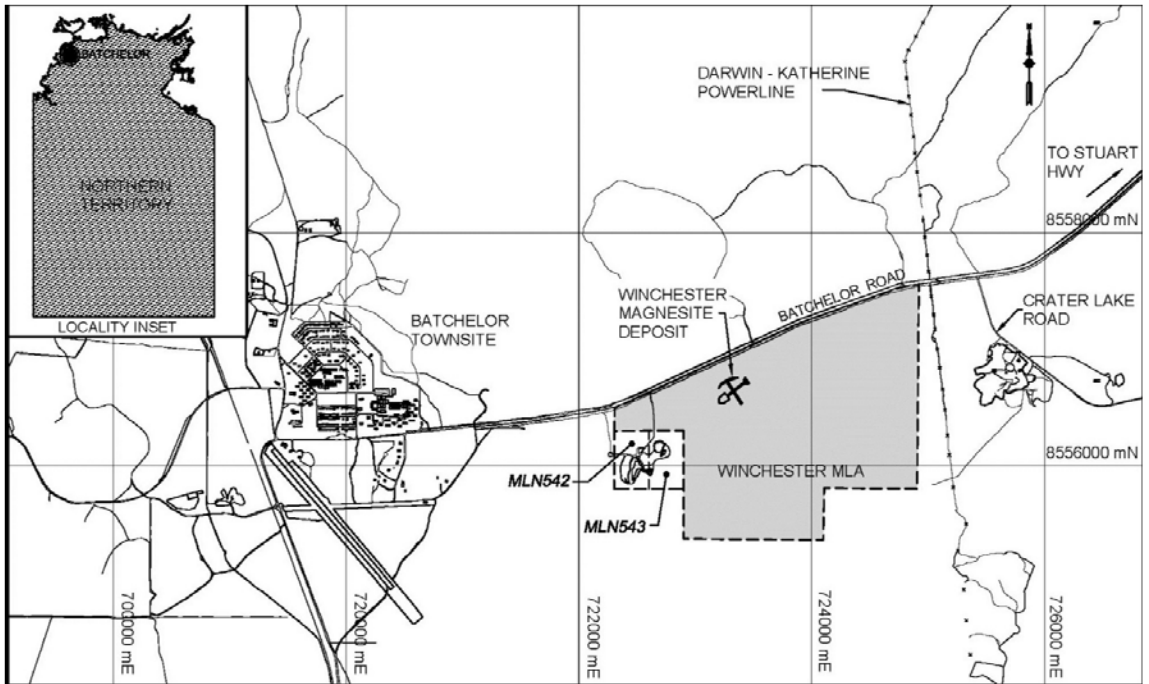 BATCHELOR
NORTHERN
TERRITORY
LOCALITY INSET
DARWIN - KATHERINE
POWERLINE
TO STUART
HWY
8558000 mN
BATCHELOR
TOWNSITE
WINCHESTER
MAGNESITE
DEPOSIT
BATCHELOR ROAD
CRATER LAKE
ROAD
8556000 mN
MLN542
WINCHESTER MLA
MLN543
700000 mE
720000 mE
722000 mE
724000 mE
726000 mE